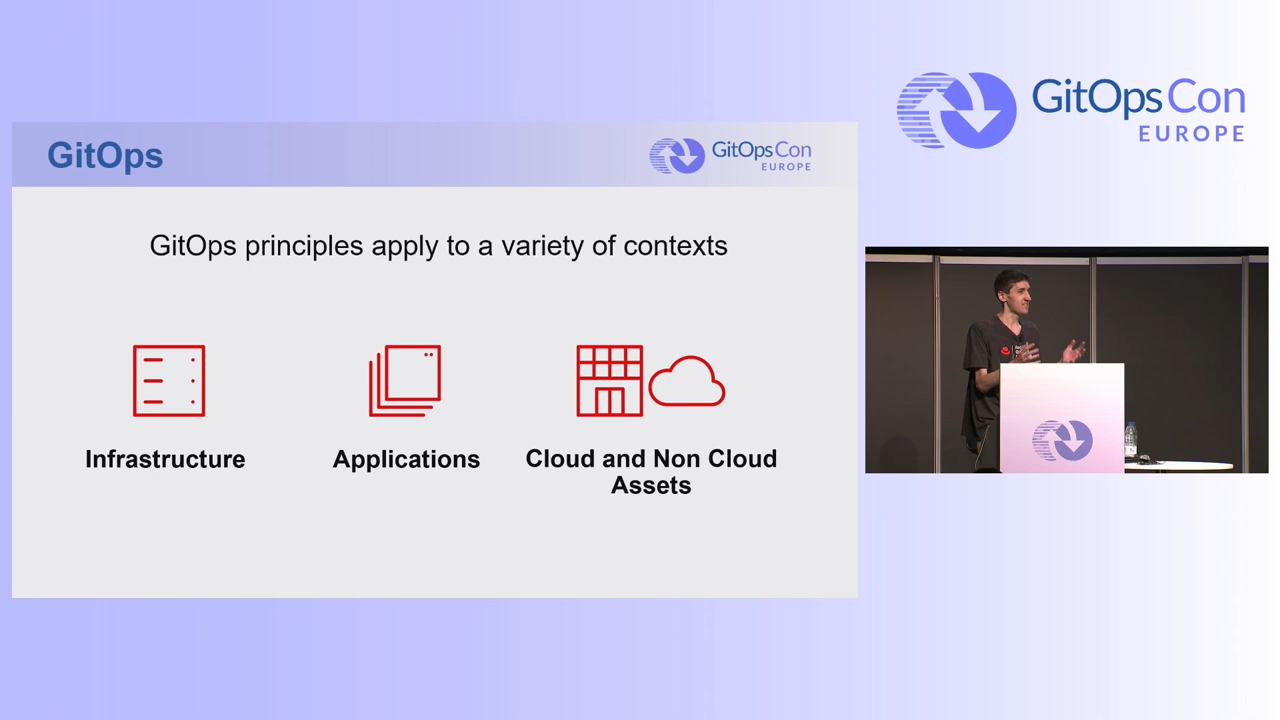 GitOps
GitOpsCon
EUROPE
GitOps principles apply to a variety of contexts
Infrastructure
Applications
Cloud and Non Cloud
Assets
GitOpsCon
EUROPE